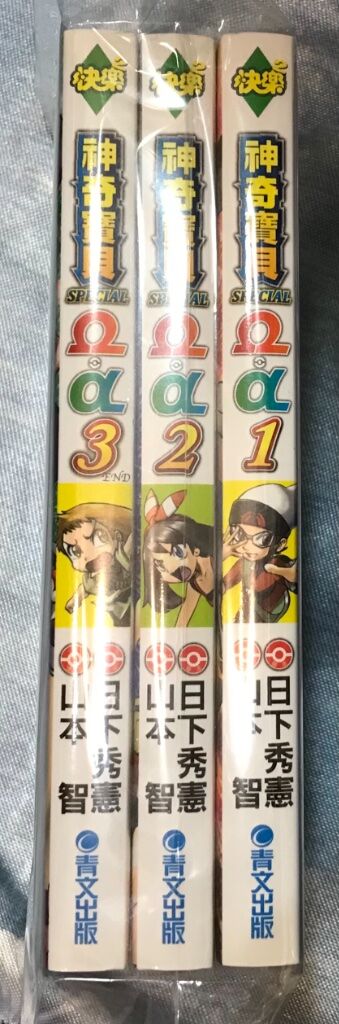 快樂
神奇寶貝
SPECIAL
Ω
α
3
END
日下秀憲
山本 智
青文出版
快樂
神奇寶貝
SPECIAL
Ω
α
2
日下秀憲
山本 智
青文出版
快樂
神奇寶貝
SPECIAL
Ω
α
1
日下秀憲
山本 智
青文出版